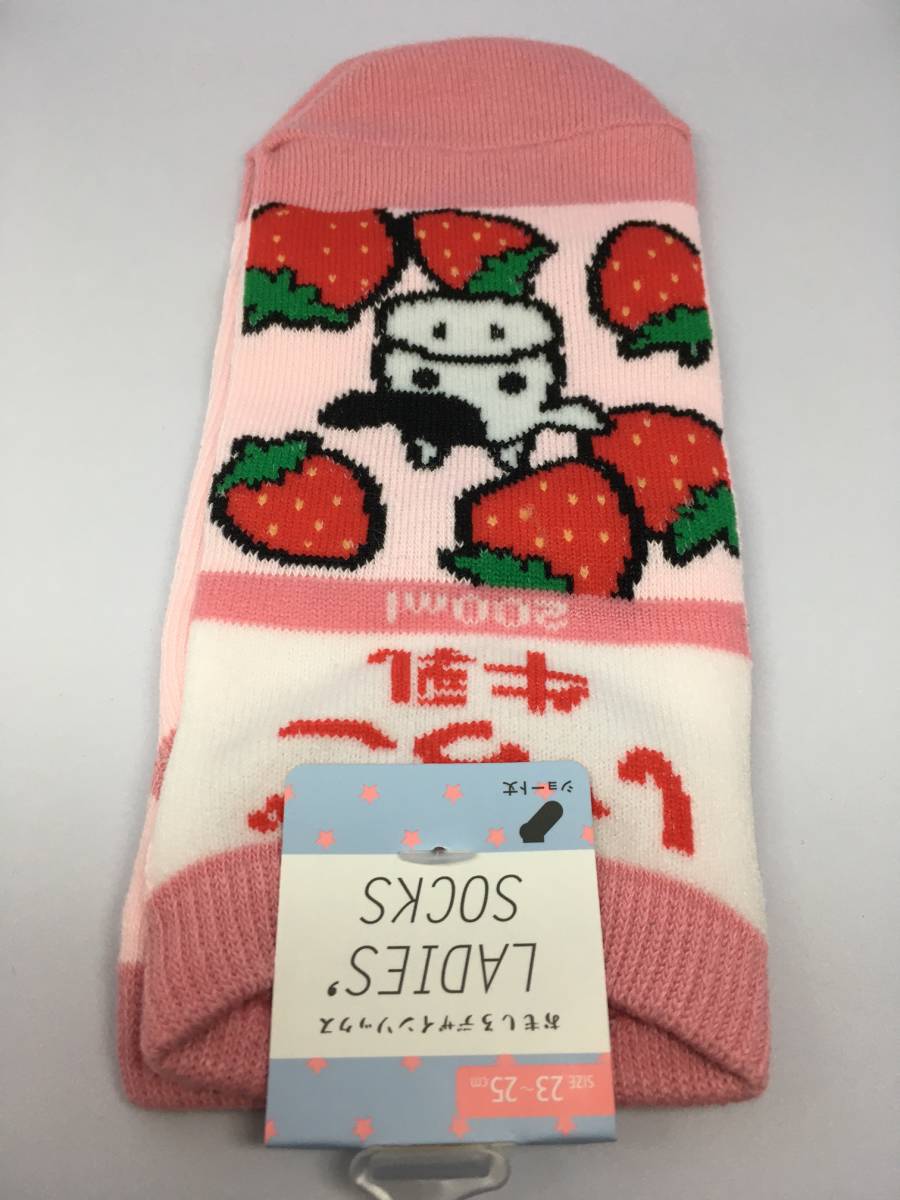 SIZE 23~25cm
おもしろデザインソックス
LADIES'
SOCKS
ショート丈
牛乳
200ml